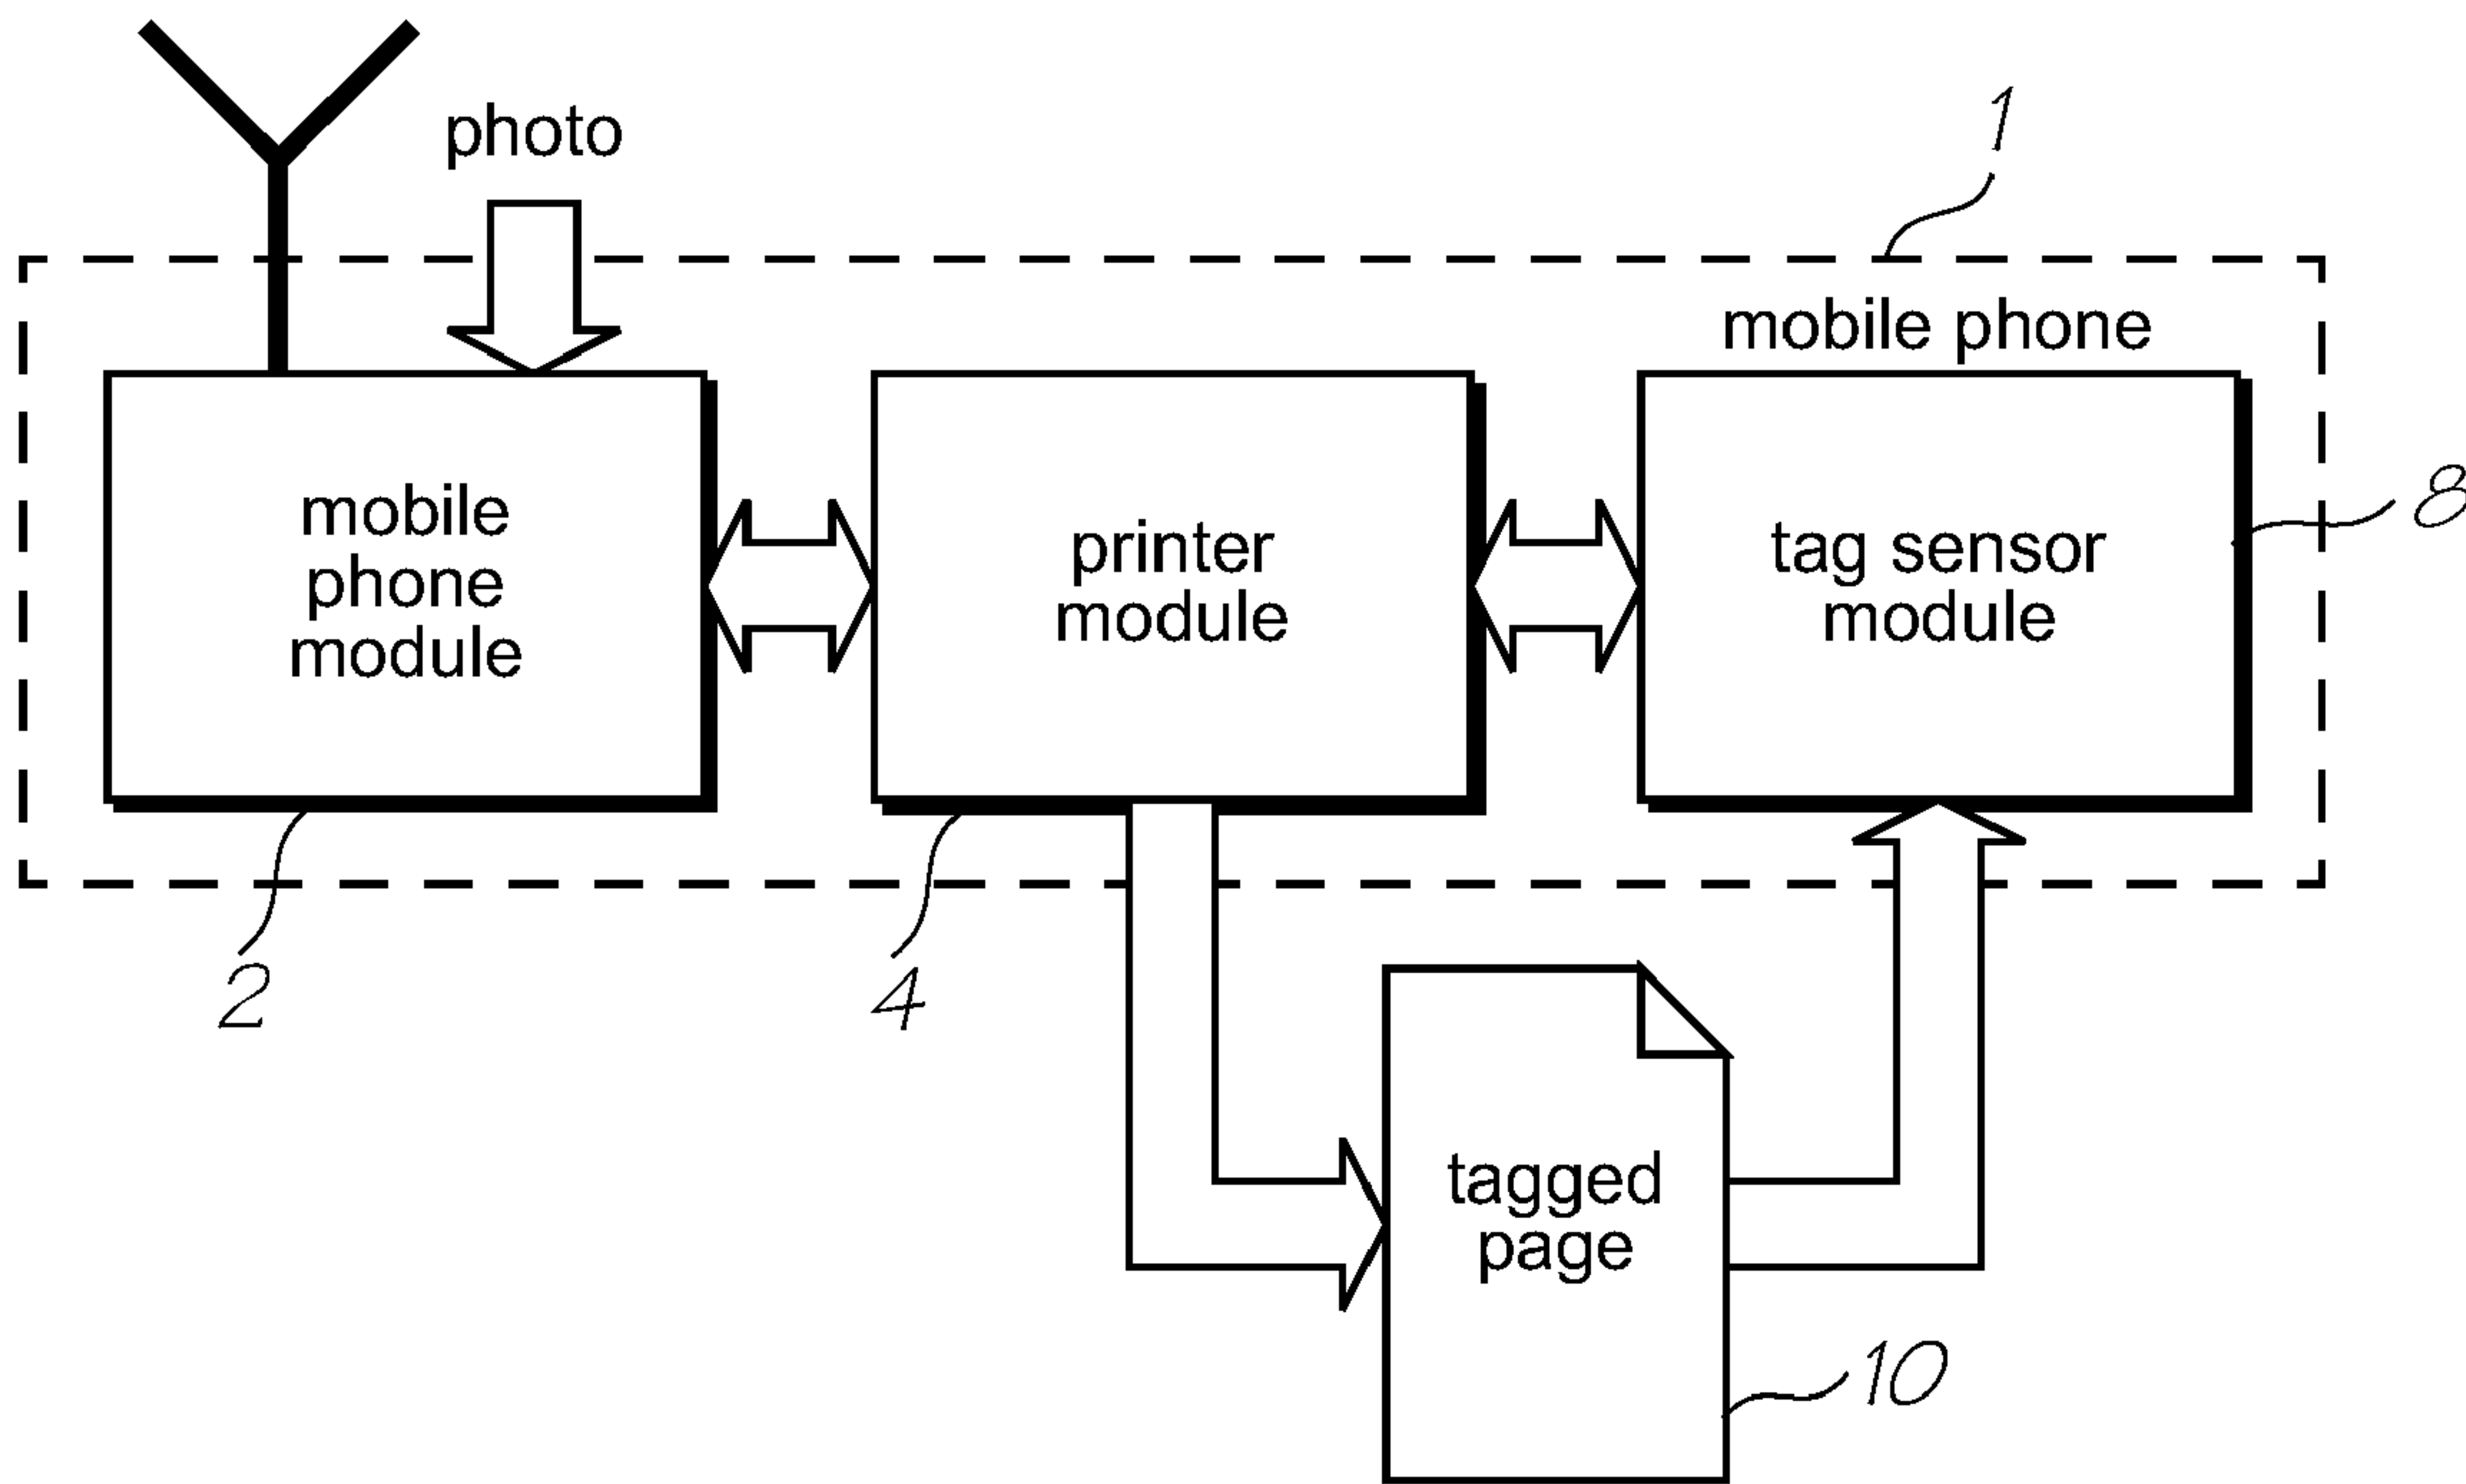 photo
1
mobile phone
mobile
phone
module
printer
module
tag sensor
module
8
2
4
tagged
page
10